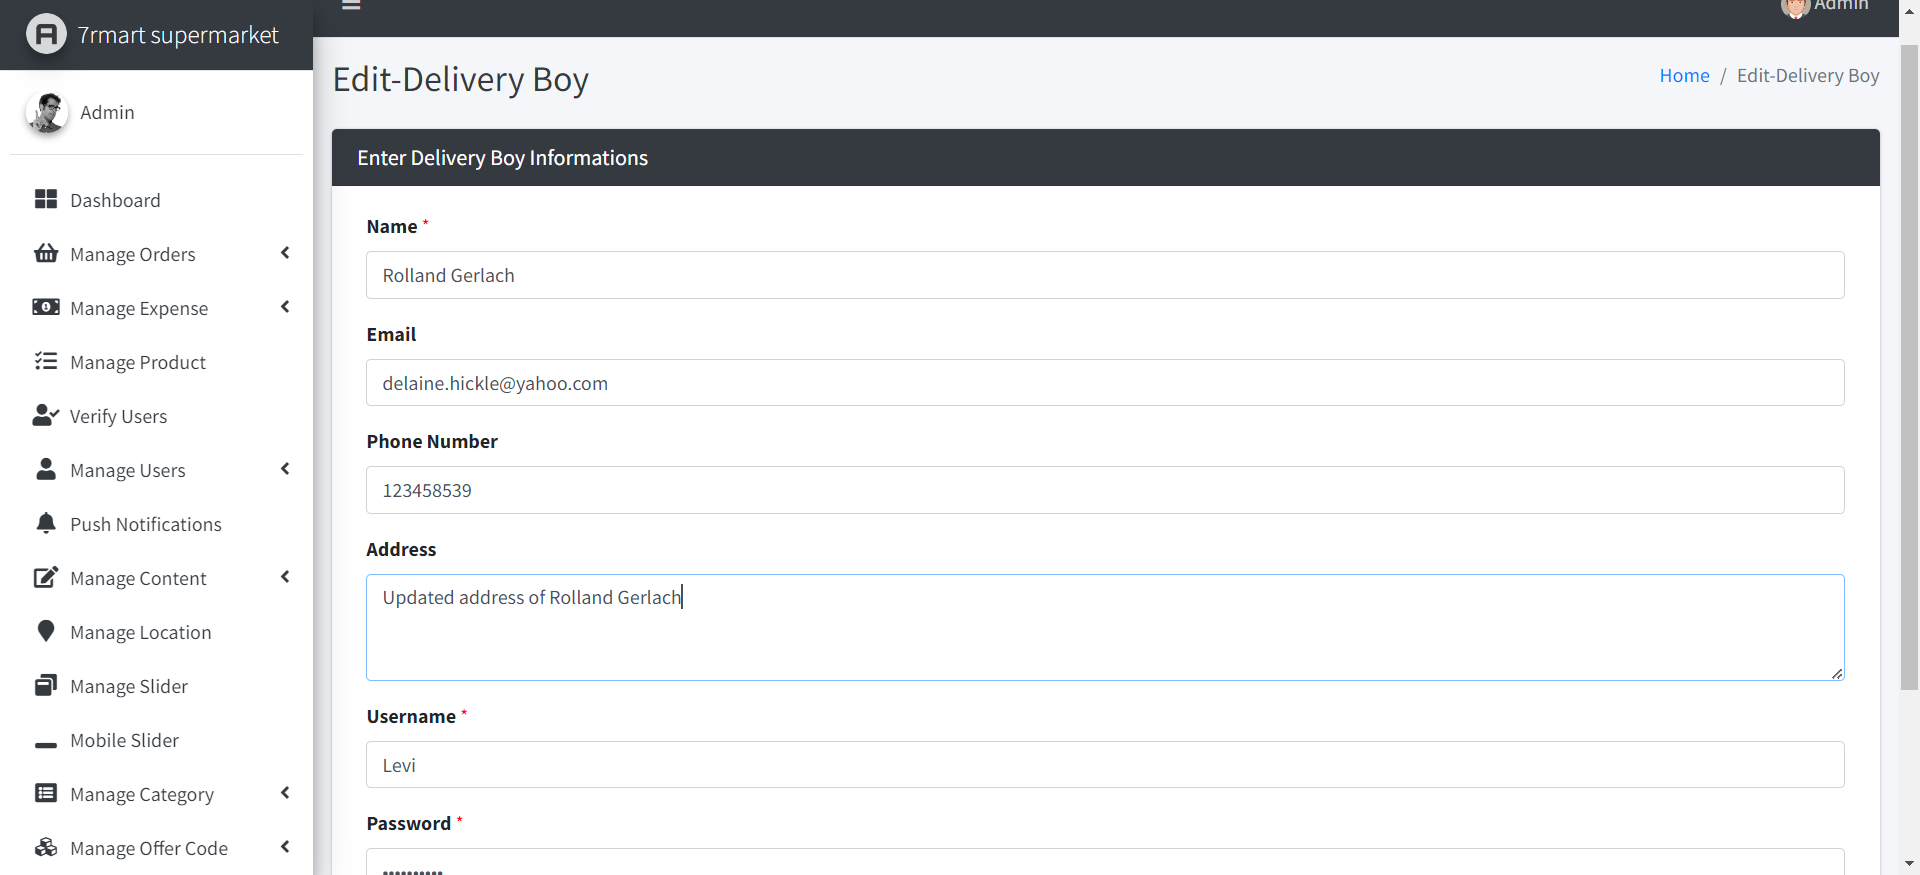 7rmart supermarket
Admin
Admin
Dashboard
Manage Orders
Manage Expense
Manage Product
Verify Users
Manage Users
Push Notifications
Manage Content
Manage Location
Manage Slider
Mobile Slider
Manage Category
Manage Offer Code
Edit-Delivery Boy
Home / Edit-Delivery Boy
Enter Delivery Boy Informations
Name *
Rolland Gerlach
Email
delaine.hickle@yahoo.com
Phone Number
123458539
Address
Updated address of Rolland Gerlach
Username *
Levi
Password *
••••••••••